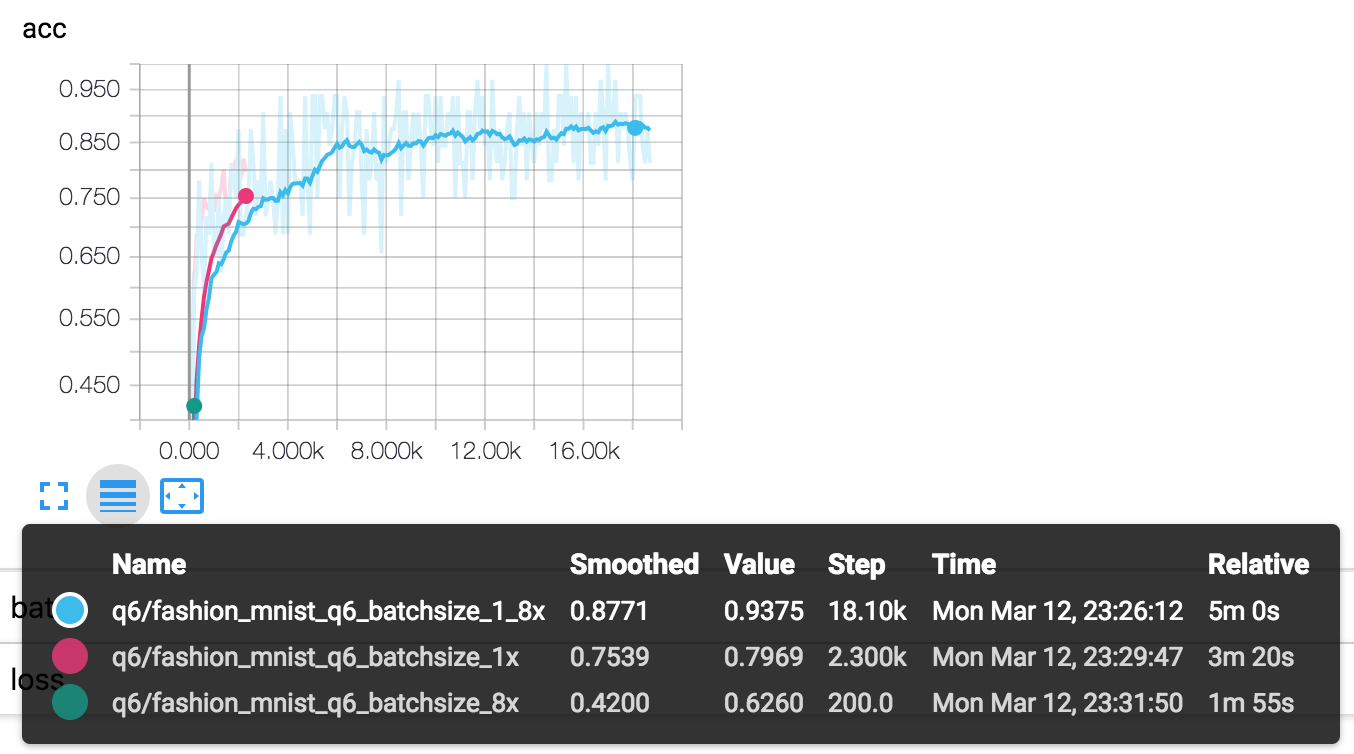 acc
0.950
0.850
0.750
0.650
0.550
0.450
0.000 4.000k 8.000k 12.00k 16.00k
Name Smoothed Value Step Time Relative
bat q6/fashion_mnist_q6_batchsize_1_8x 0.8771 0.9375 18.10k Mon Mar 12, 23:26:12 5m 0s
q6/fashion_mnist_q6_batchsize_1x 0.7539 0.7969 2.300k Mon Mar 12, 23:29:47 3m 20s
loss q6/fashion_mnist_q6_batchsize_8x 0.4200 0.6260 200.0 Mon Mar 12, 23:31:50 1m 55s